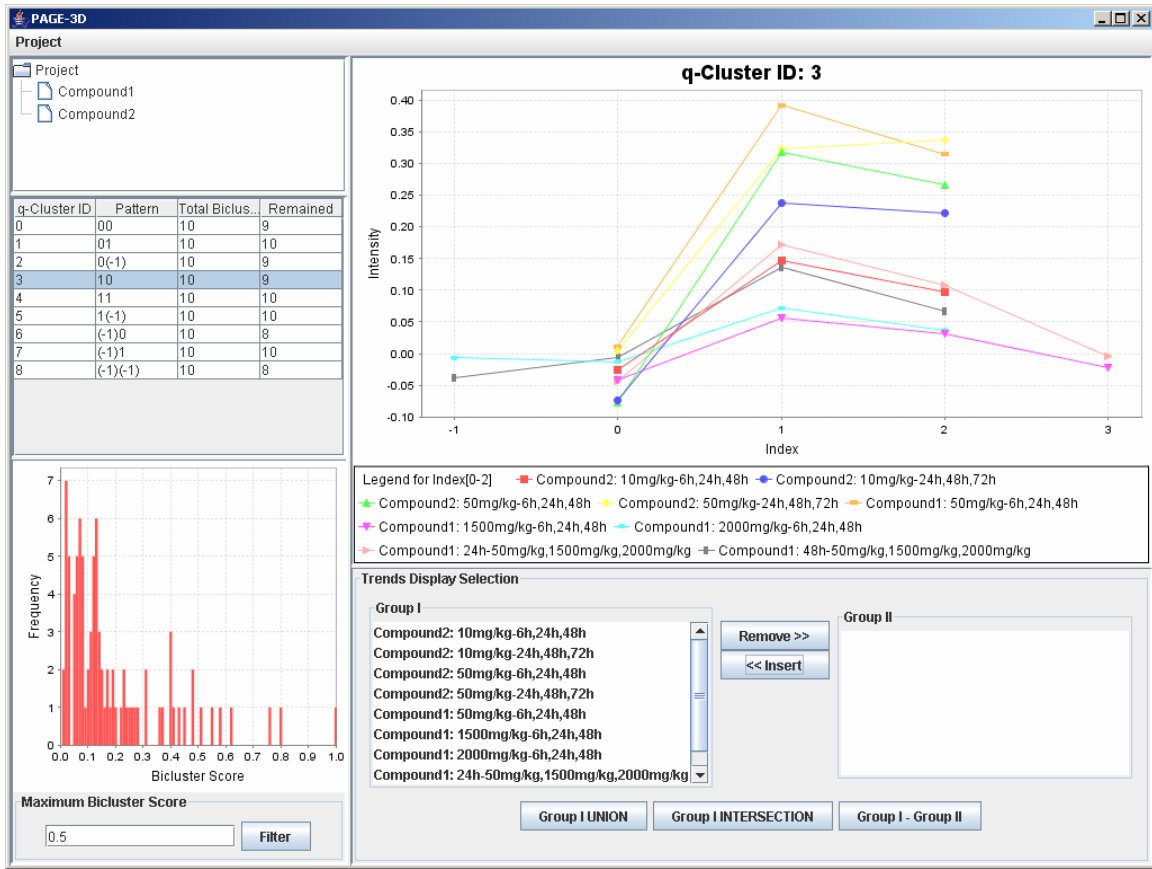 PAGE-3D
Project
Project
Compound1
Compound2
q-Cluster ID Pattern Total Biclus... Remained
0 00 10 9
1 01 10 10
2 0(-1) 10 9
3 10 10 9
4 11 10 10
5 1(-1) 10 10
6 (-1)0 10 8
7 (-1)1 10 10
8 (-1)(-1) 10 8
7
6
5
4
3
2
1
0
Frequency
0.0 0.1 0.2 0.3 0.4 0.5 0.6 0.7 0.8 0.9 1.0
Bicluster Score
Maximum Bicluster Score
0.5 Filter
q-Cluster ID: 3
0.40
0.35
0.30
0.25
0.20
0.15
0.10
0.05
0.00
-0.05
-0.10
Intensity
-1 0 1 2 3
Index
Legend for Index[0-2] Compound2: 10mg/kg-6h,24h,48h Compound2: 10mg/kg-24h,48h,72h
Compound2: 50mg/kg-6h,24h,48h Compound2: 50mg/kg-24h,48h,72h Compound1: 50mg/kg-6h,24h,48h
Compound1: 1500mg/kg-6h,24h,48h Compound1: 2000mg/kg-6h,24h,48h
Compound1: 24h-50mg/kg,1500mg/kg,2000mg/kg Compound1: 48h-50mg/kg,1500mg/kg,2000mg/kg
Trends Display Selection
Group I
Compound2: 10mg/kg-6h,24h,48h
Compound2: 10mg/kg-24h,48h,72h
Compound2: 50mg/kg-6h,24h,48h
Compound2: 50mg/kg-24h,48h,72h
Compound1: 50mg/kg-6h,24h,48h
Compound1: 1500mg/kg-6h,24h,48h
Compound1: 2000mg/kg-6h,24h,48h
Compound1: 24h-50mg/kg,1500mg/kg,2000mg/kg
Remove >>
<< Insert
Group II
Group I UNION Group I INTERSECTION Group I - Group II